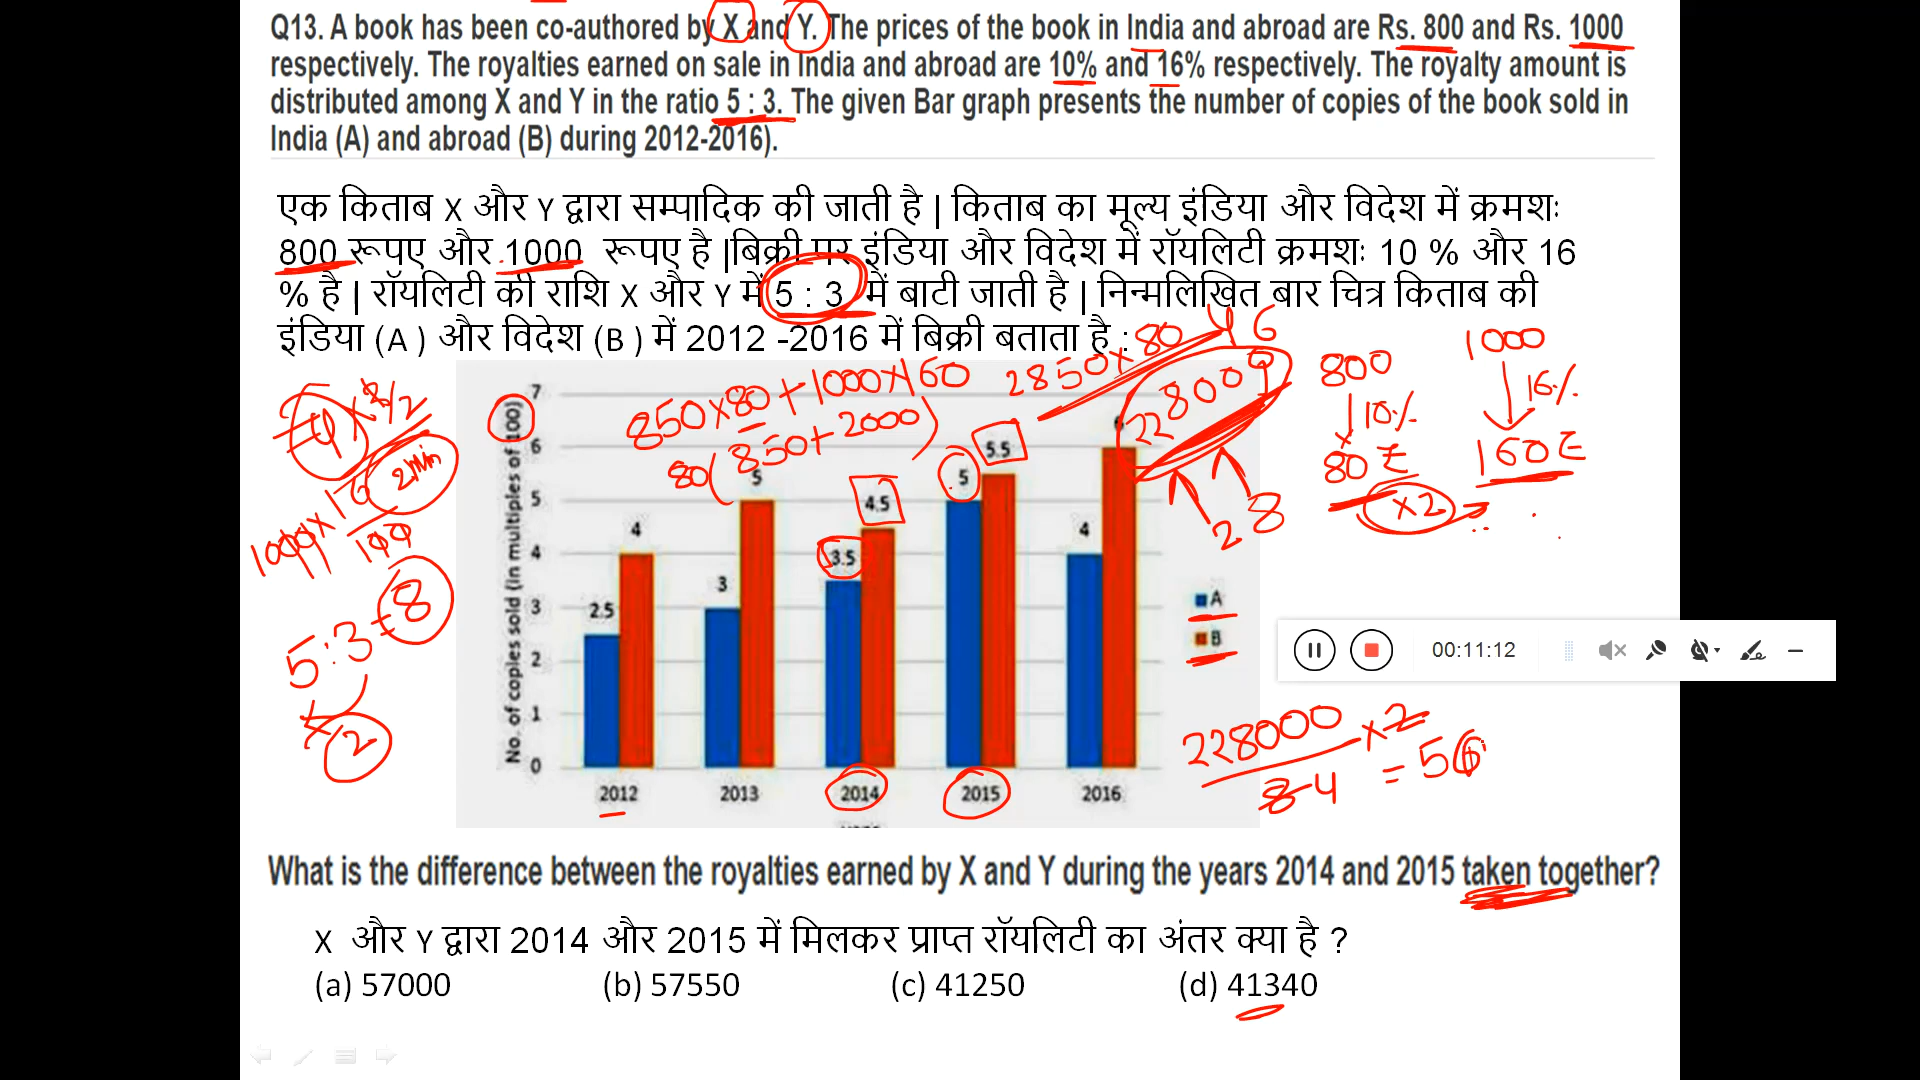 Q13. A book has been co-authored by X and Y. The prices of the book in India and abroad are Rs. 800 and Rs. 1000
respectively. The royalties earned on sale in India and abroad are 10% and 16% respectively. The royalty amount is
distributed among X and Y in the ratio 5 : 3. The given Bar graph presents the number of copies of the book sold in
India (A) and abroad (B) during 2012-2016).
एक किताब X और Y द्वारा सम्पादिक की जाती है | किताब का मूल्य इंडिया और विदेश में क्रमशः
800 रूपए और 1000 रूपए है |बिक्री पर इंडिया और विदेश में रॉयलिटी क्रमशः 10 % और 16
% है | रॉयलिटी की राशि X और Y में 5 : 3 में बाटी जाती है | निन्मलिखित बार चित्र किताब की
इंडिया (A ) और विदेश (B ) में 2012 -2016 में बिक्री बताता है :
850×80+1000×160
80(850+2000)
2850×80
46
228000
28
800
10%
80
×2
1000
16%
160
2Min
5:3=8
2
228000 ×2
8 4
= 56
No. of copies sold (in multiples of 100)
7
6
5
4
3
2
1
0
2.5
4
3
5
3.5
4.5
5
5.5
4
6
2012
2013
2014
2015
2016
A
B
00:11:12
What is the difference between the royalties earned by X and Y during the years 2014 and 2015 taken together?
X और Y द्वारा 2014 और 2015 में मिलकर प्राप्त रॉयलिटी का अंतर क्या है ?
(a) 57000 (b) 57550 (c) 41250 (d) 41340